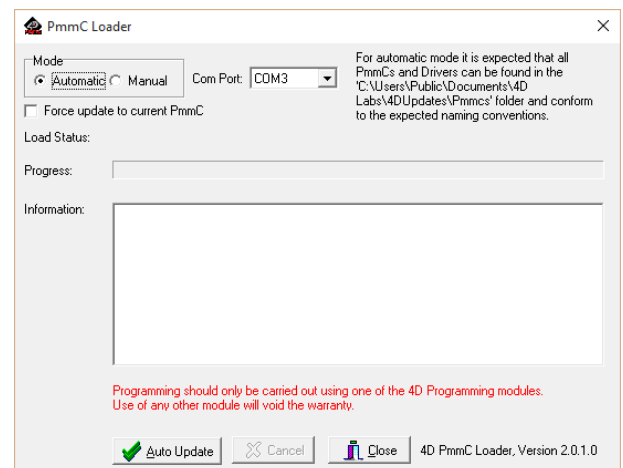 PmmC Loader
Mode
Automatic
Manual
Com Port:
COM3
For automatic mode it is expected that all
PmmCs and Drivers can be found in the
'C:\Users\Public\Documents\4D
Labs\4DUpdates\Pmmcs' folder and conform
to the expected naming conventions.
Force update to current PmmC
Load Status:
Progress:
Information:
Programming should only be carried out using one of the 4D Programming modules.
Use of any other module will void the warranty.
Auto Update
Cancel
Close
4D PmmC Loader, Version 2.0.1.0